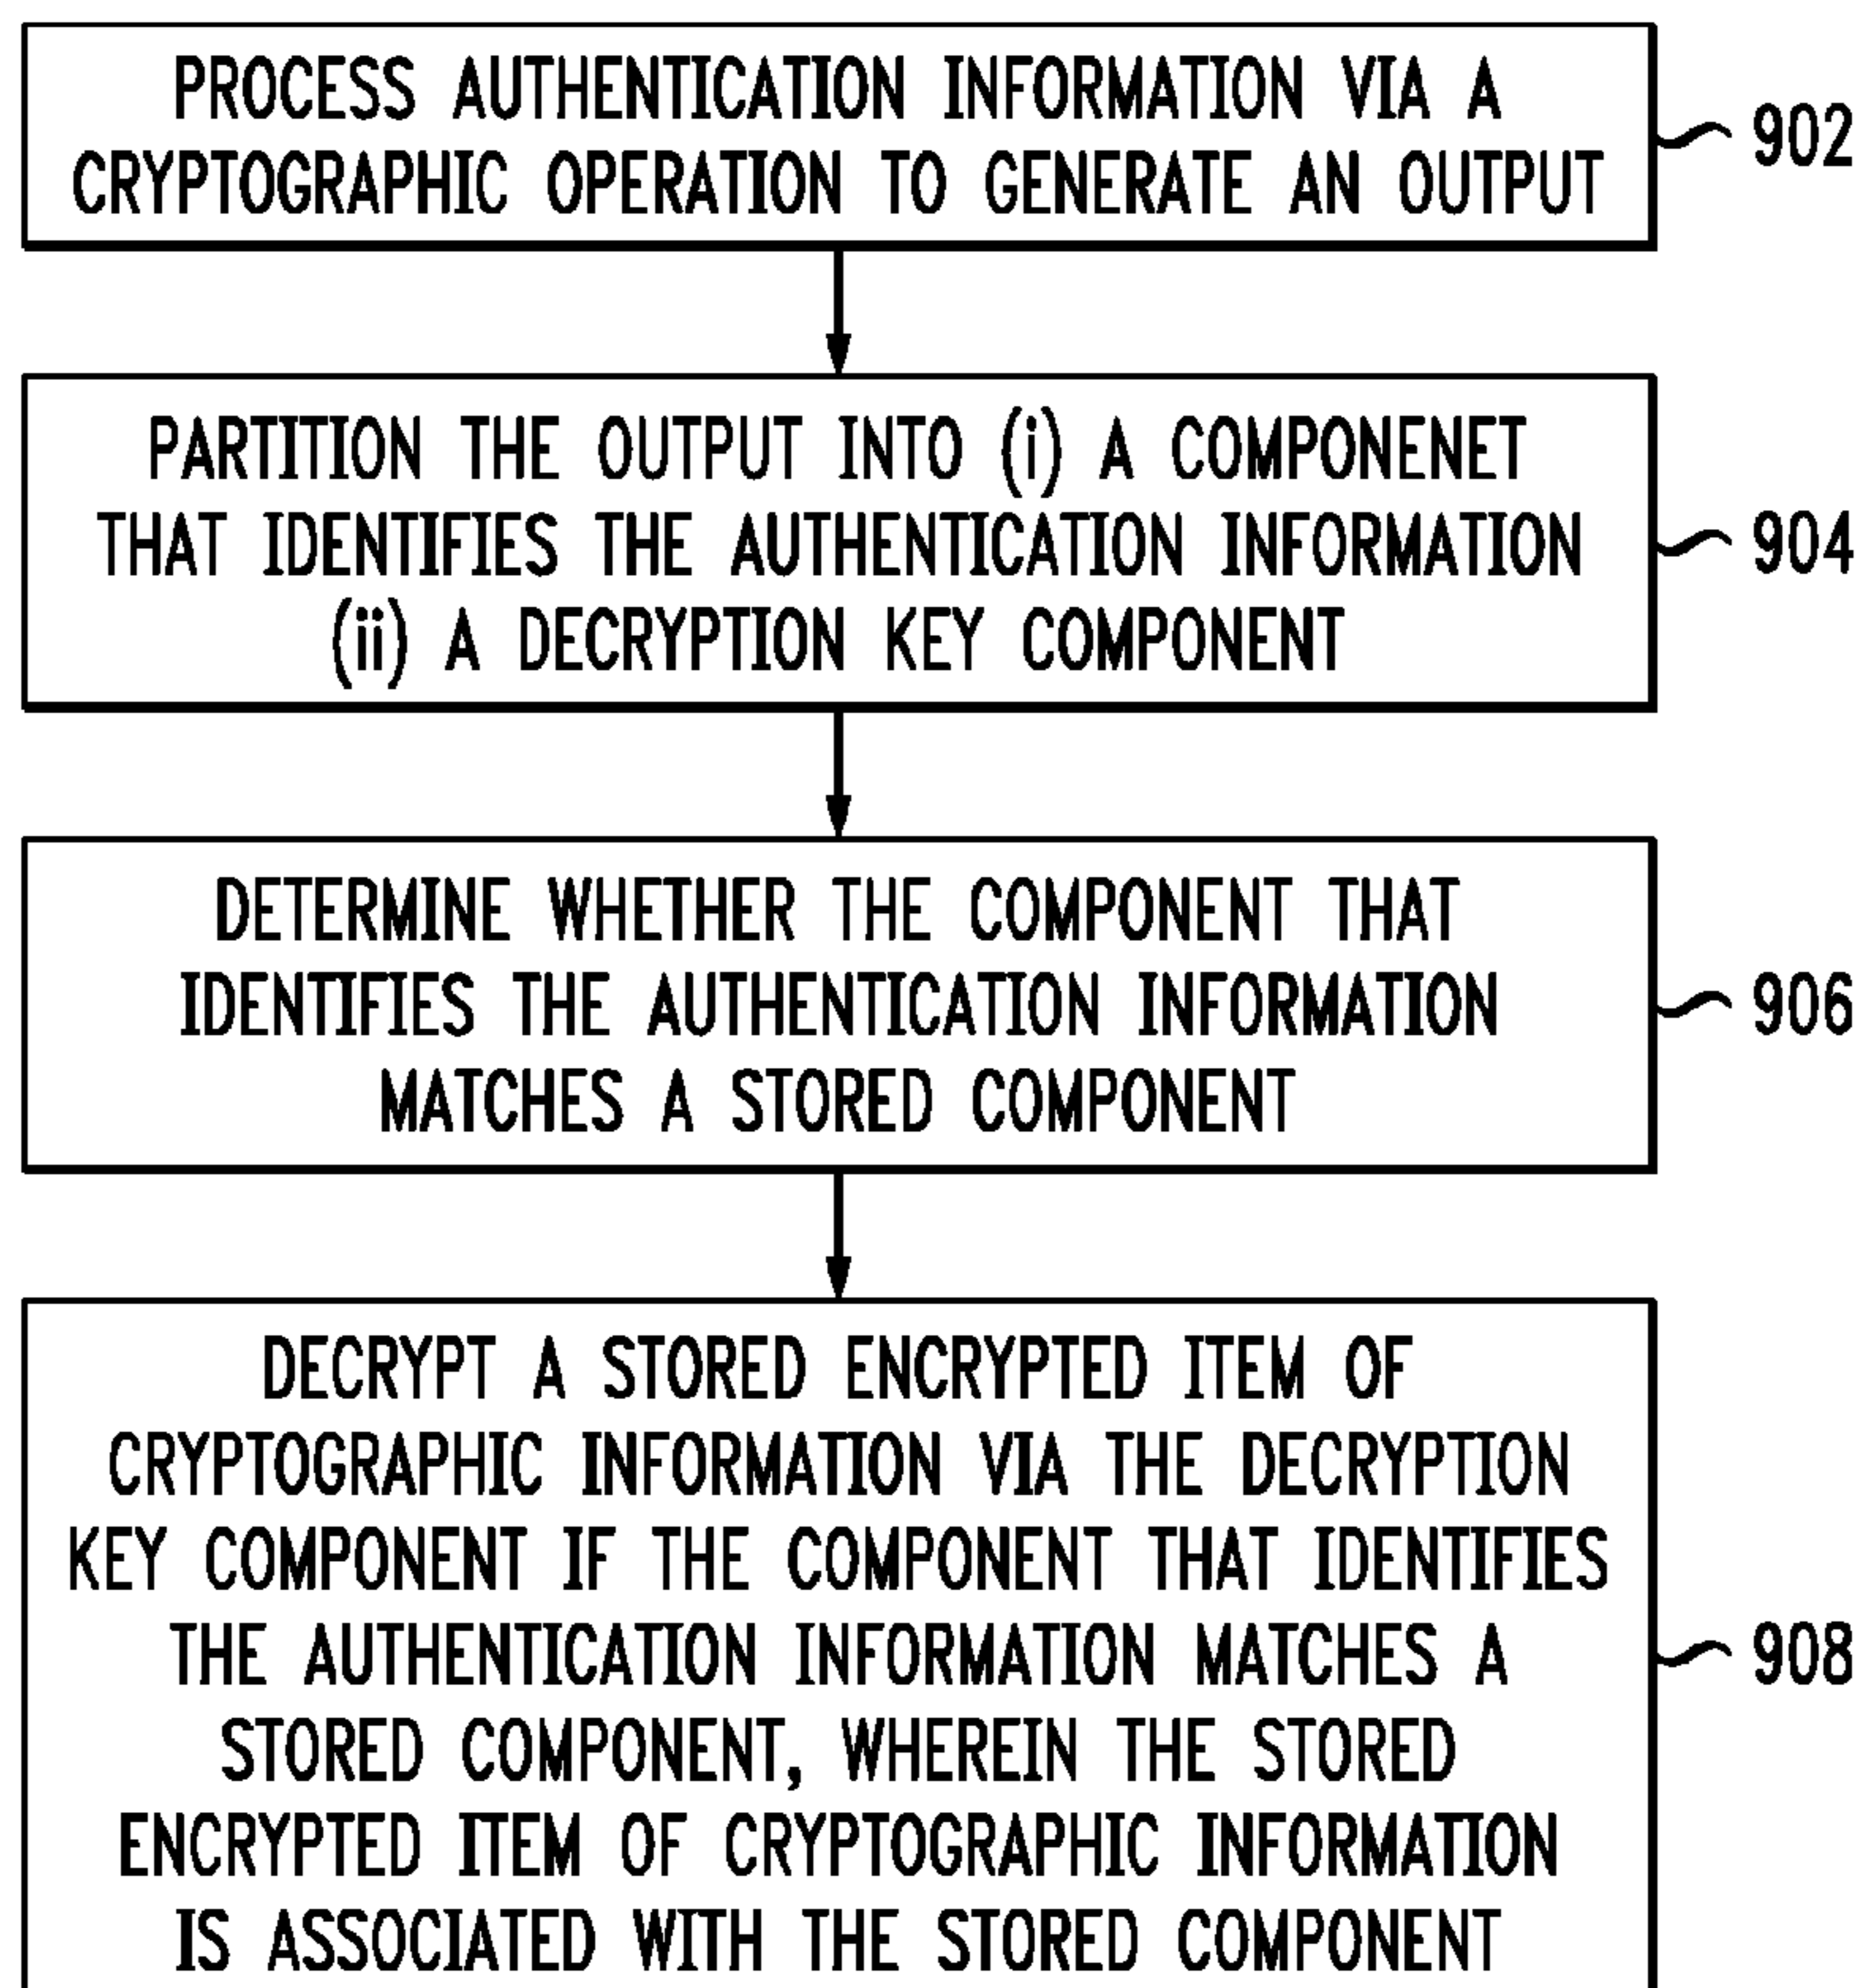 PROCESS AUTHENTICATION INFORMATION VIA A
CRYPTOGRAPHIC OPERATION TO GENERATE AN OUTPUT
902
PARTITION THE OUTPUT INTO (i) A COMPONENET
THAT IDENTIFIES THE AUTHENTICATION INFORMATION
(ii) A DECRYPTION KEY COMPONENT
904
DETERMINE WHETHER THE COMPONENT THAT
IDENTIFIES THE AUTHENTICATION INFORMATION
MATCHES A STORED COMPONENT
906
DECRYPT A STORED ENCRYPTED ITEM OF
CRYPTOGRAPHIC INFORMATION VIA THE DECRYPTION
KEY COMPONENT IF THE COMPONENT THAT IDENTIFIES
THE AUTHENTICATION INFORMATION MATCHES A
STORED COMPONENT, WHEREIN THE STORED
ENCRYPTED ITEM OF CRYPTOGRAPHIC INFORMATION
IS ASSOCIATED WITH THE STORED COMPONENT
908